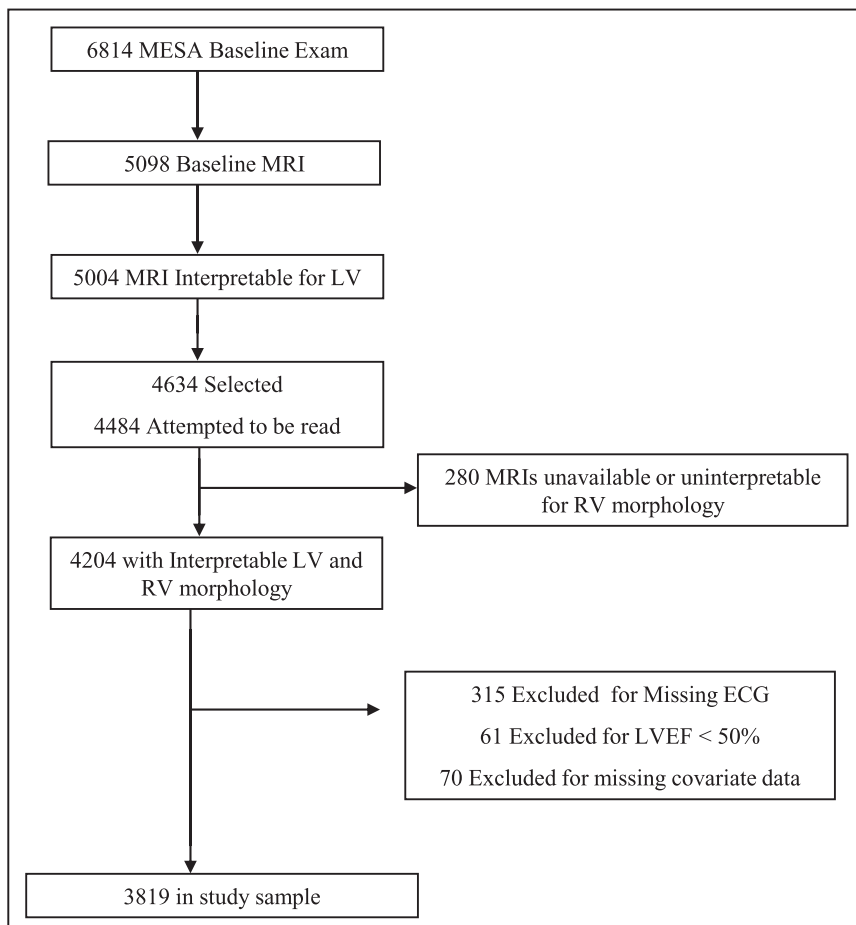 6814 MESA Baseline Exam
5098 Baseline MRI
5004 MRI Interpretable for LV
4634 Selected
4484 Attempted to be read
280 MRIs unavailable or uninterpretable
for RV morphology
4204 with Interpretable LV and
RV morphology
315 Excluded for Missing ECG
61 Excluded for LVEF < 50%
70 Excluded for missing covariate data
3819 in study sample